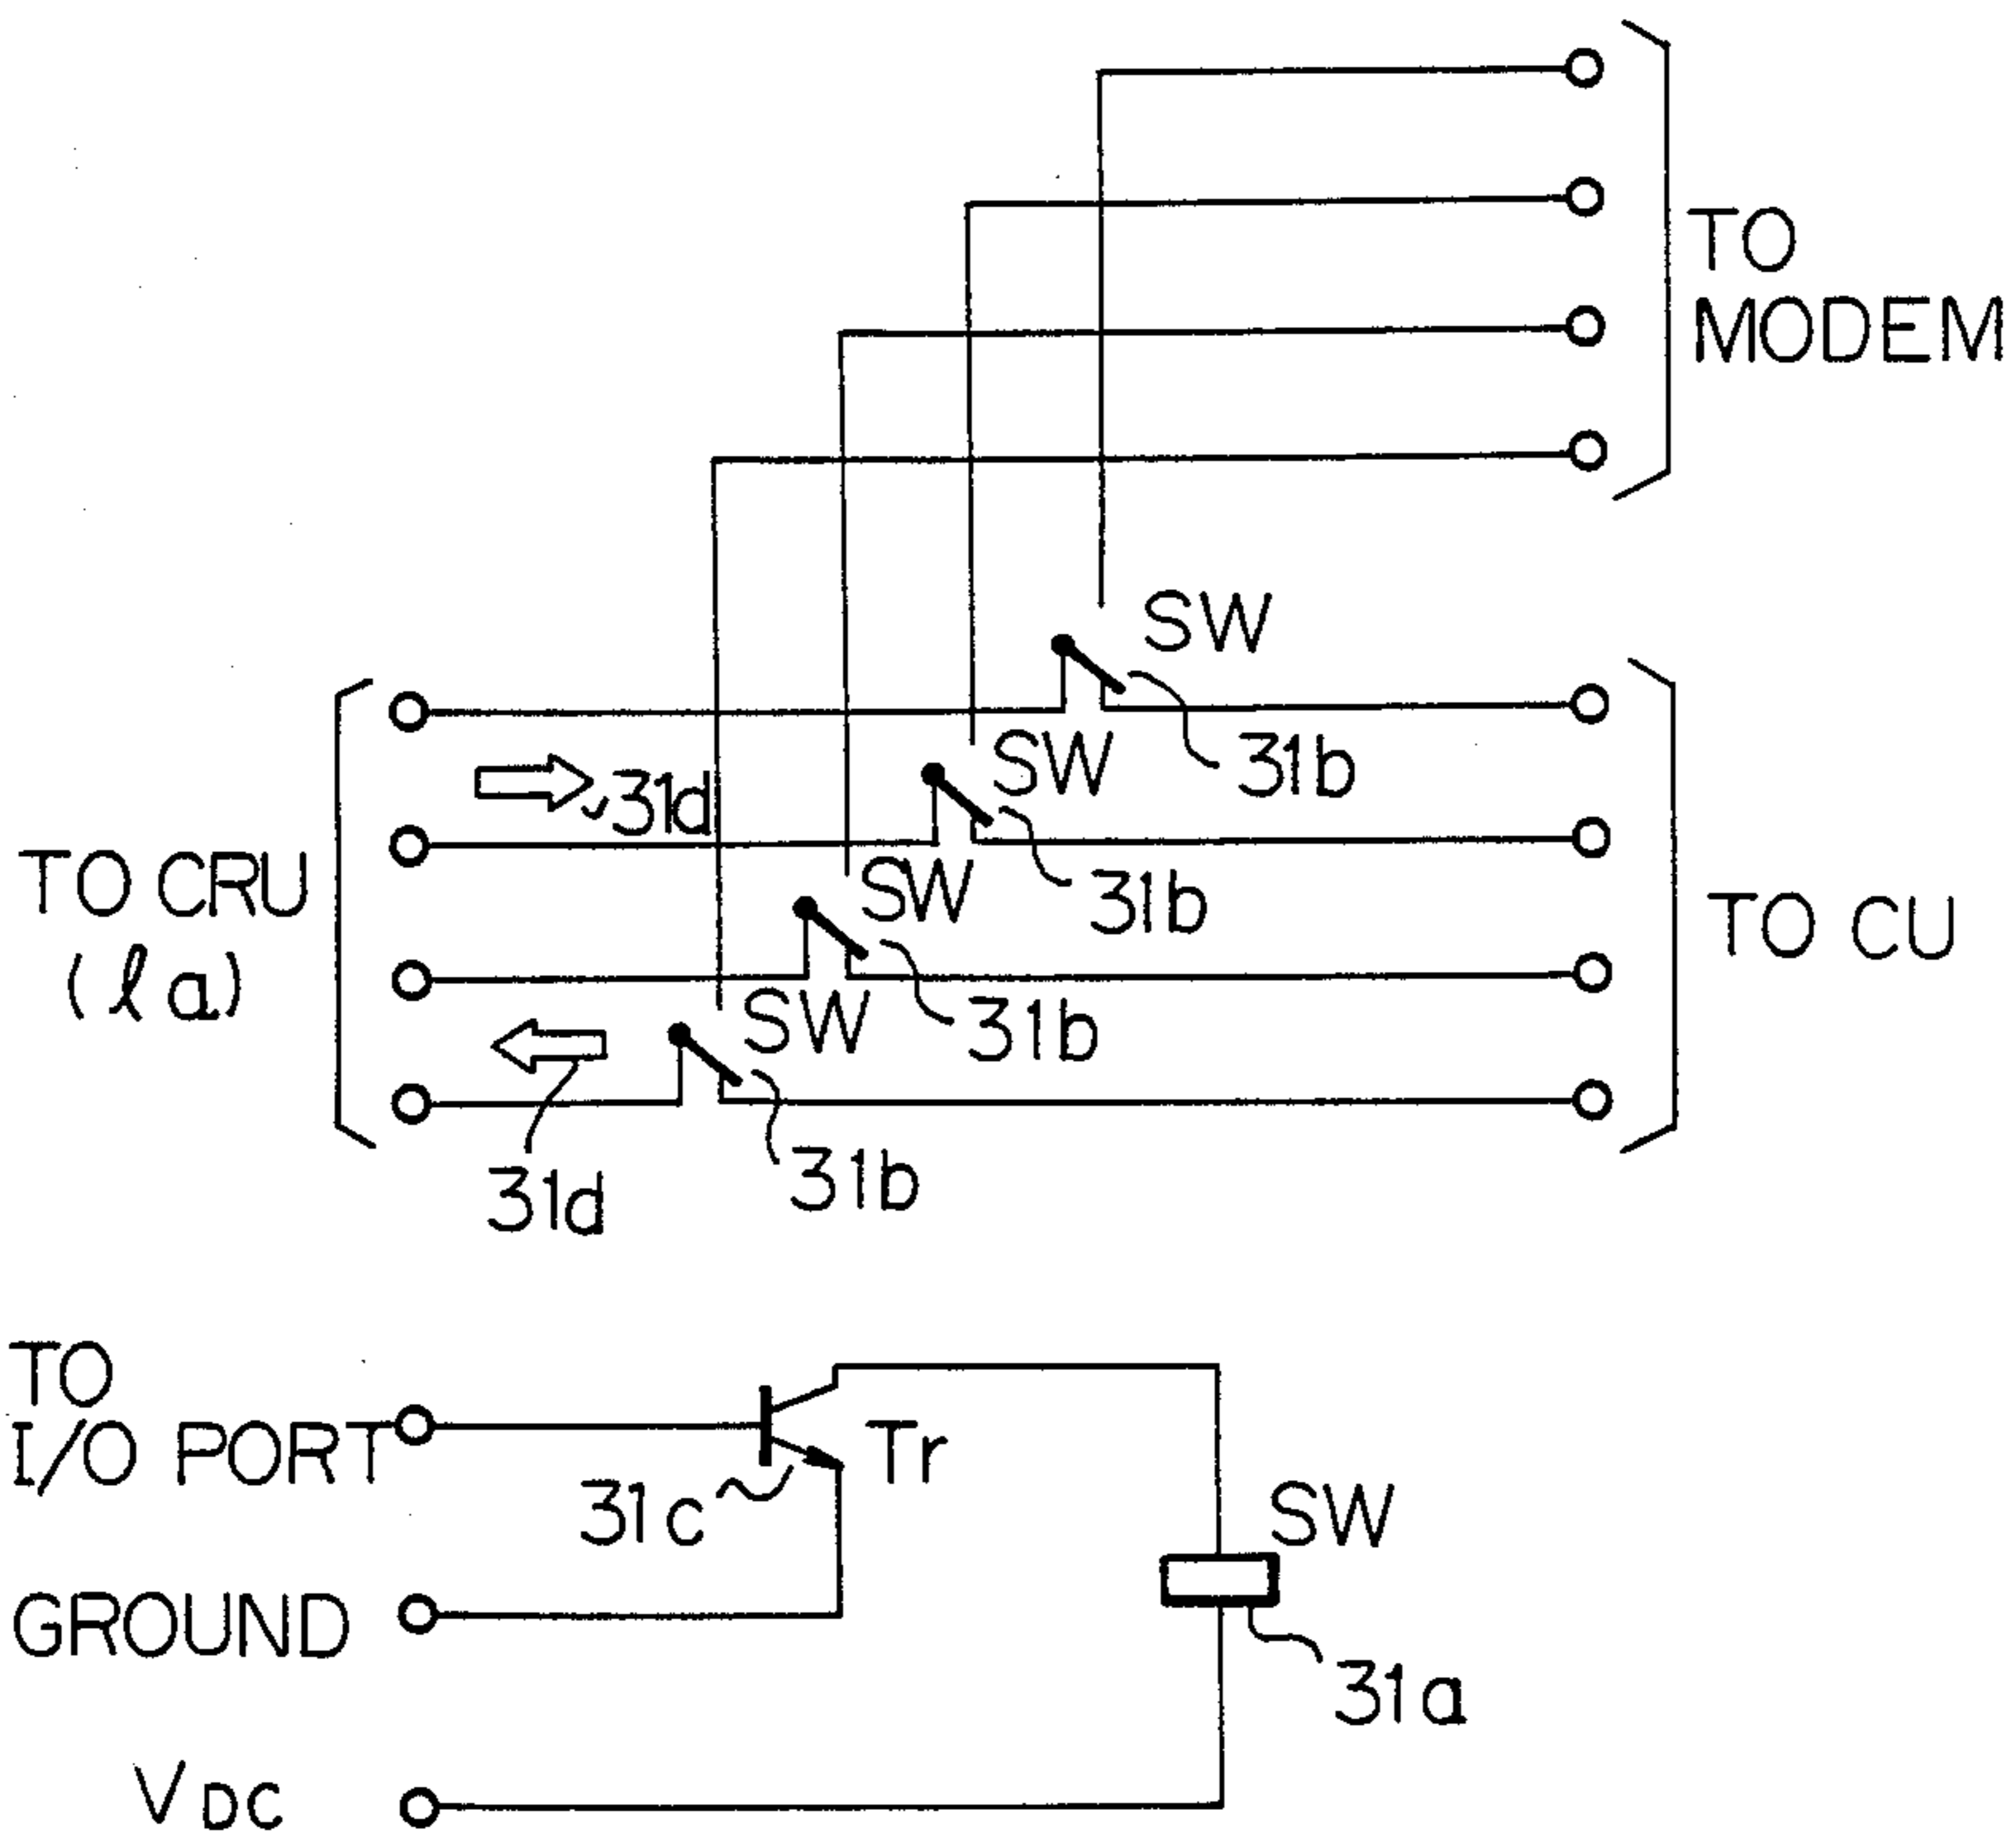 TO
MODEM
SW
31b
SW
31d
31b
TO CRU
SW
TO CU
(ℓa)
SW
31b
31b
31d
TO
I/O PORT
Tr
31c
SW
GROUND
31a
VDC